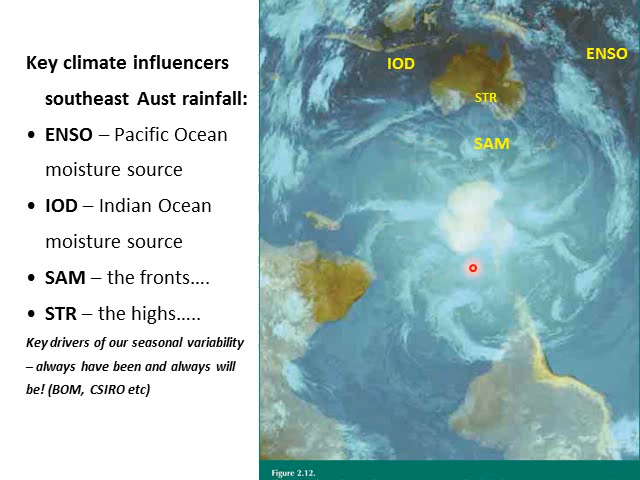 Key climate influencers
southeast Aust rainfall:
• ENSO – Pacific Ocean
moisture source
• IOD – Indian Ocean
moisture source
• SAM – the fronts….
• STR – the highs…..
Key drivers of our seasonal variability
– always have been and always will
be! (BOM, CSIRO etc)
ENSO
IOD
STR
SAM
Figure 2.12.